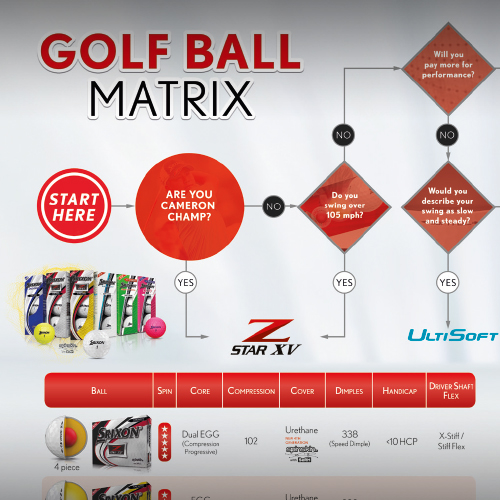 GOLF BALL
MATRIX
START
HERE
ARE YOU
CAMERON
CHAMP?
NO
Do you
swing over
105 mph?
NO
Will you
pay more for
performance?
NO
Would you
describe your
swing as slow
and steady?
YES
YES
YES
Z
STAR XV
ULTISOFT
SRIXON
BALL
SPIN
CORE
COMPRESSION
COVER
DIMPLES
HANDICAP
DRIVER SHAFT
FLEX
SRIXON
4 piece
Dual EGG
(Compression
Progressive)
102
Urethane
338
(Speed Dimple)
<10 HCP
X-Stiff /
Stiff Flex